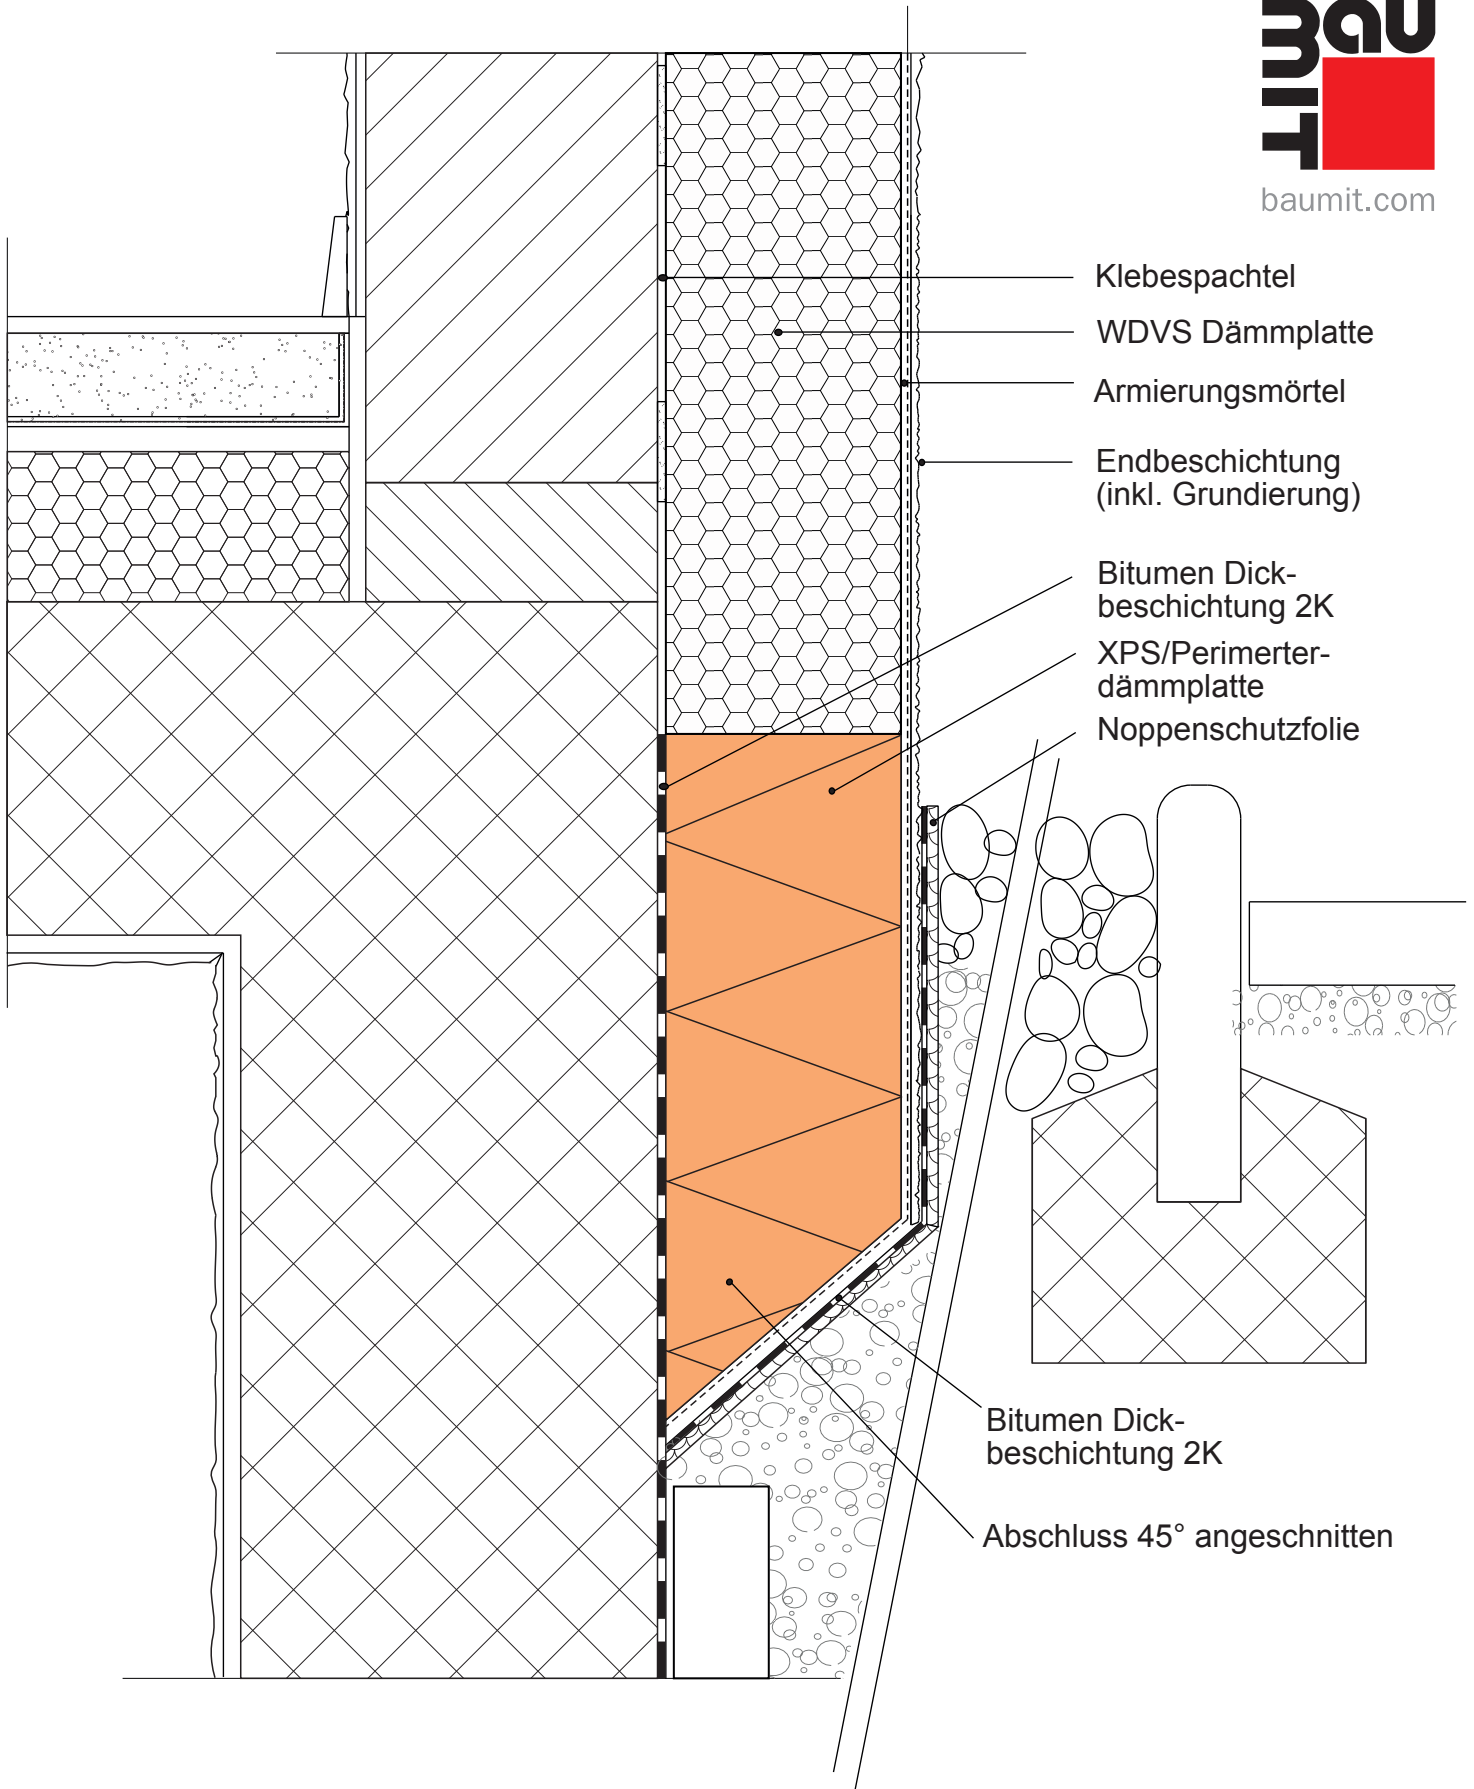 bau
mit
baumit.com
Klebespachtel
WDVS Dämmplatte
Armierungsmörtel
Endbeschichtung
(inkl. Grundierung)
Bitumen Dick-
beschichtung 2K
XPS/Perimerter-
dämmplatte
Noppenschutzfolie
Bitumen Dick-
beschichtung 2K
Abschluss 45° angeschnitten